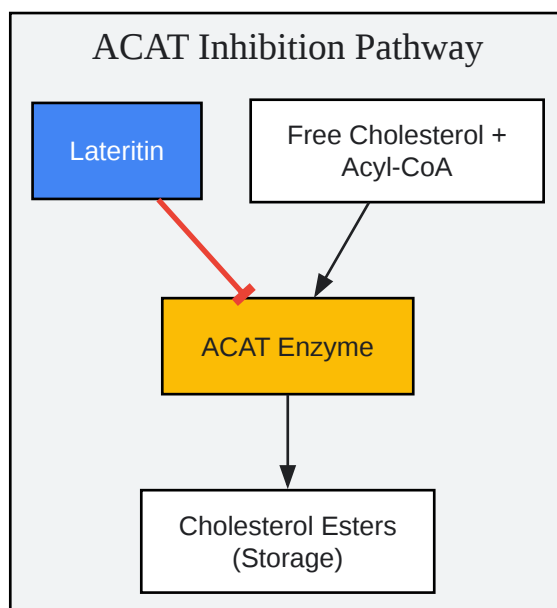 ACAT Inhibition Pathway
Lateritin
Free Cholesterol +
Acyl-CoA
ACAT Enzyme
Cholesterol Esters
(Storage)